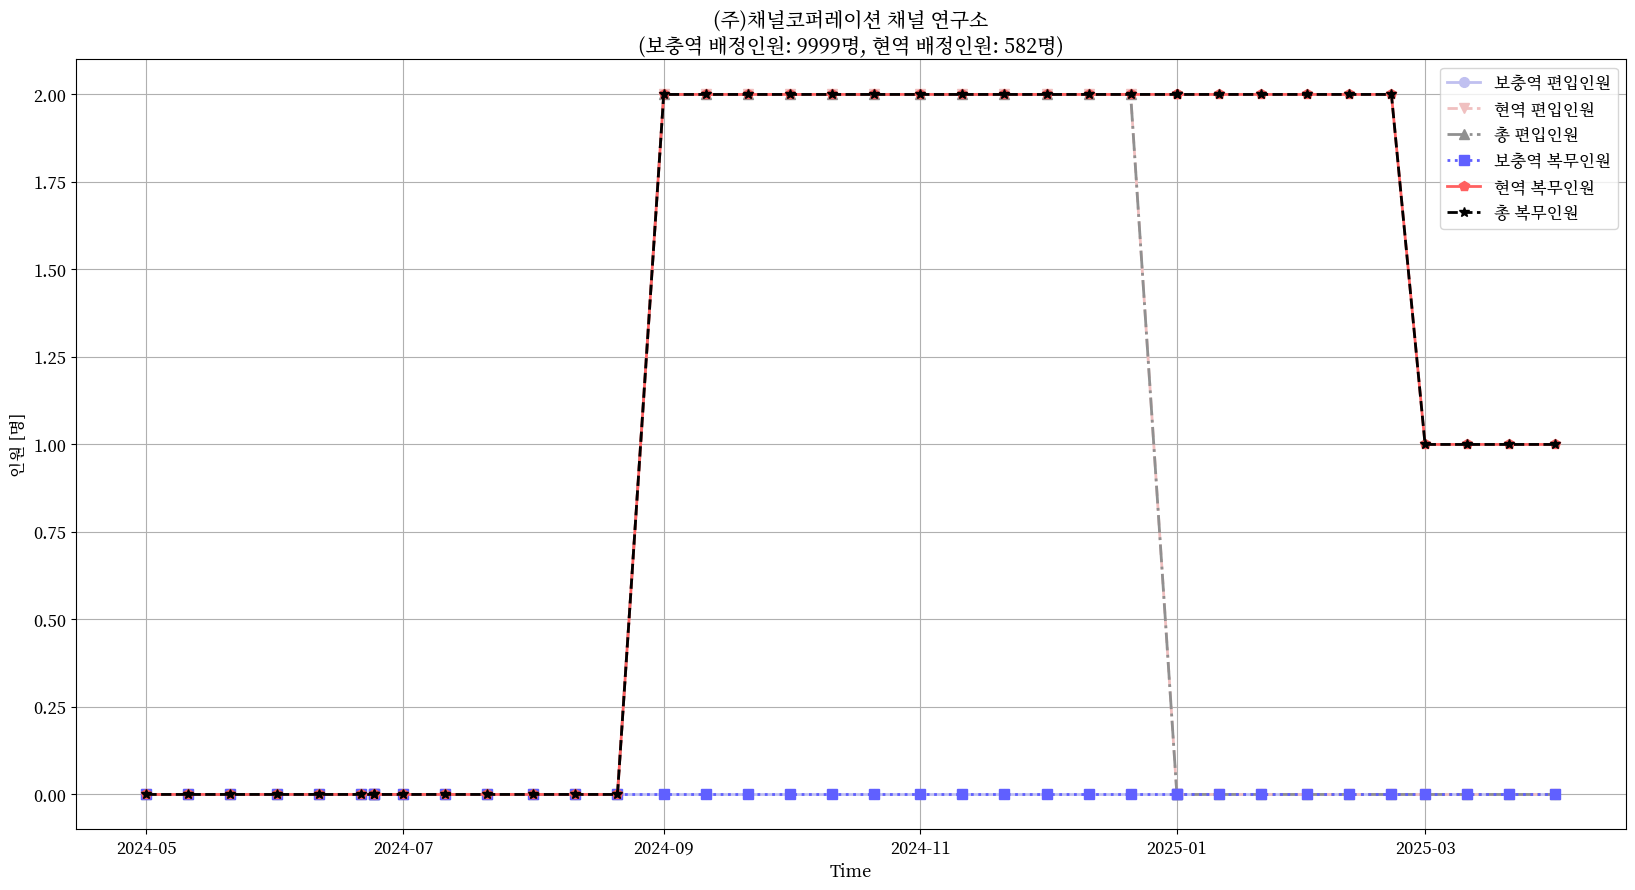 (주)채널코퍼레이션 채널 연구소
(보충역 배정인원: 9999명, 현역 배정인원: 582명)
보충역 편입인원
현역 편입인원
총 편입인원
보충역 복무인원
현역 복무인원
총 복무인원
2.00
1.75
1.50
1.25
1.00
0.75
0.50
0.25
0.00
인원 [명]
2024-05
2024-07
2024-09
2024-11
2025-01
2025-03
Time